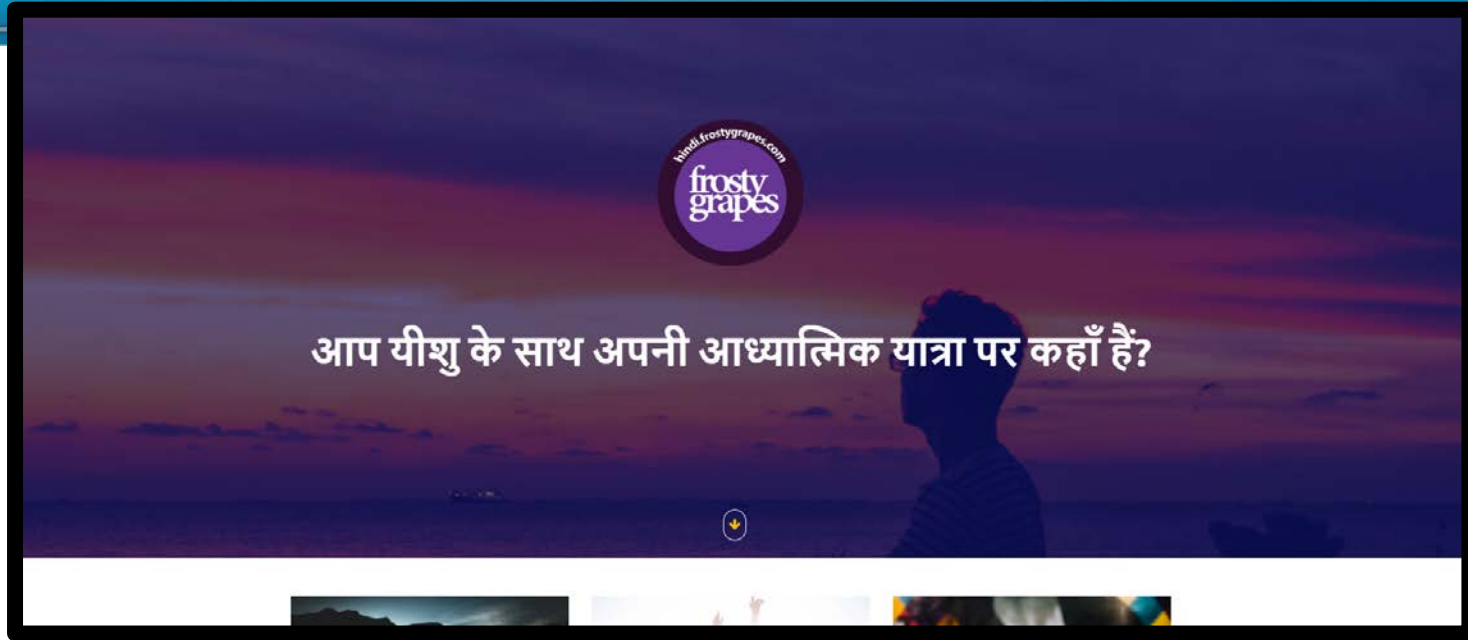 hindi.frostygrapes.com
frosty
grapes
आप यीशु के साथ अपनी आध्यात्मिक यात्रा पर कहाँ हैं?